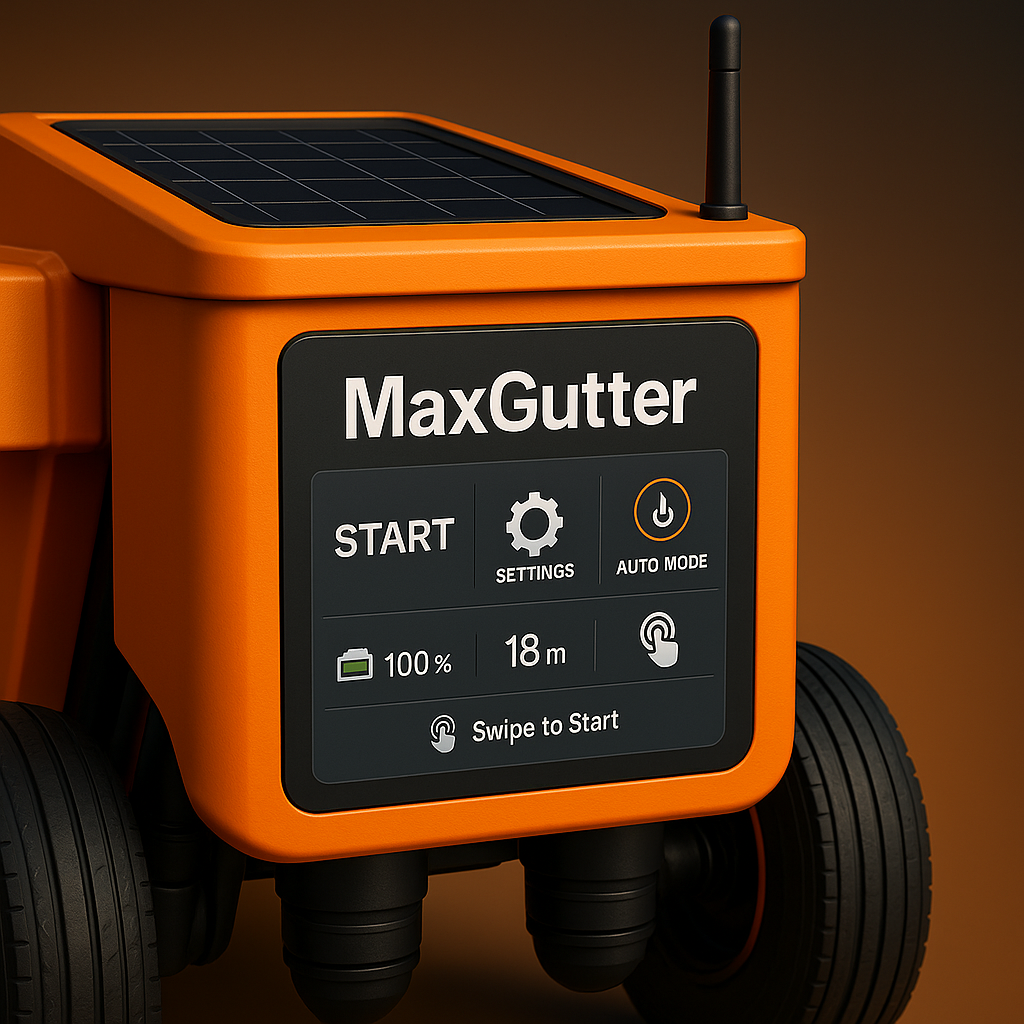 MaxGutter
START
SETTINGS
AUTO MODE
100 %
18 m
Swipe to Start